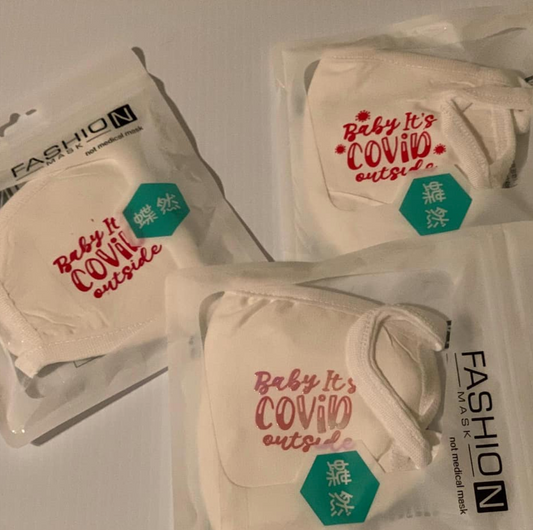 FASHION
MASK
not medical mask
Baby It's
COVID
outside
蝶然
Baby It's
COVID
outside
蝶然
Baby It's
COVID
outside
蝶然
FASHION
MASK
not medical mask